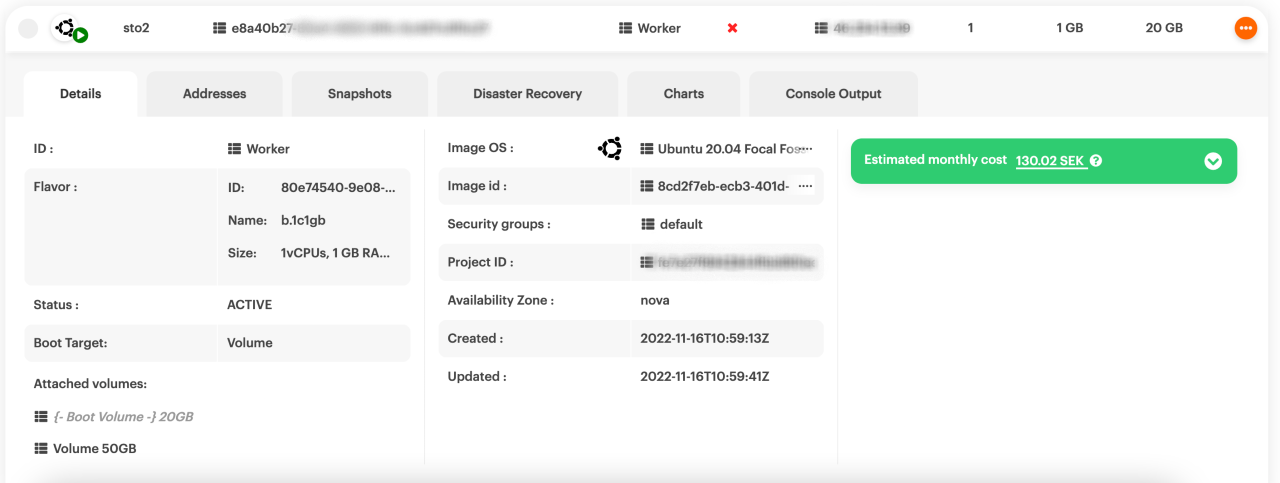 sto2 e8a40b27- Worker 1 1 GB 20 GB
Details Addresses Snapshots Disaster Recovery Charts Console Output
ID : Worker
Flavor : ID: 80e74540-9e08-...
Name: b.1c1gb
Size: 1vCPUs, 1 GB RA...
Status : ACTIVE
Boot Target: Volume
Attached volumes:
{- Boot Volume -} 20GB
Volume 50GB
Image OS : Ubuntu 20.04 Focal Fos....
Image id : 8cd2f7eb-ecb3-401d- ....
Security groups : default
Project ID :
Availability Zone : nova
Created : 2022-11-16T10:59:13Z
Updated : 2022-11-16T10:59:41Z
Estimated monthly cost 130.02 SEK ?